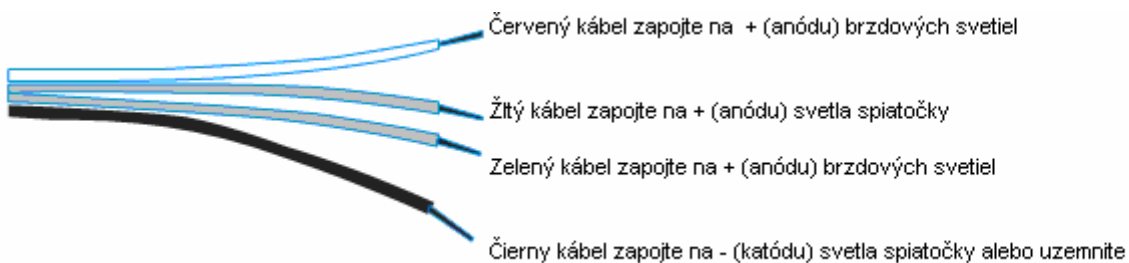 Červený kábel zapojte na + (anódu) brzdových svetiel
Žltý kábel zapojte na + (anódu) svetla spiatočky
Zelený kábel zapojte na + (anódu) brzdových svetiel
Čierny kábel zapojte na - (katódu) svetla spiatočky alebo uzemnite